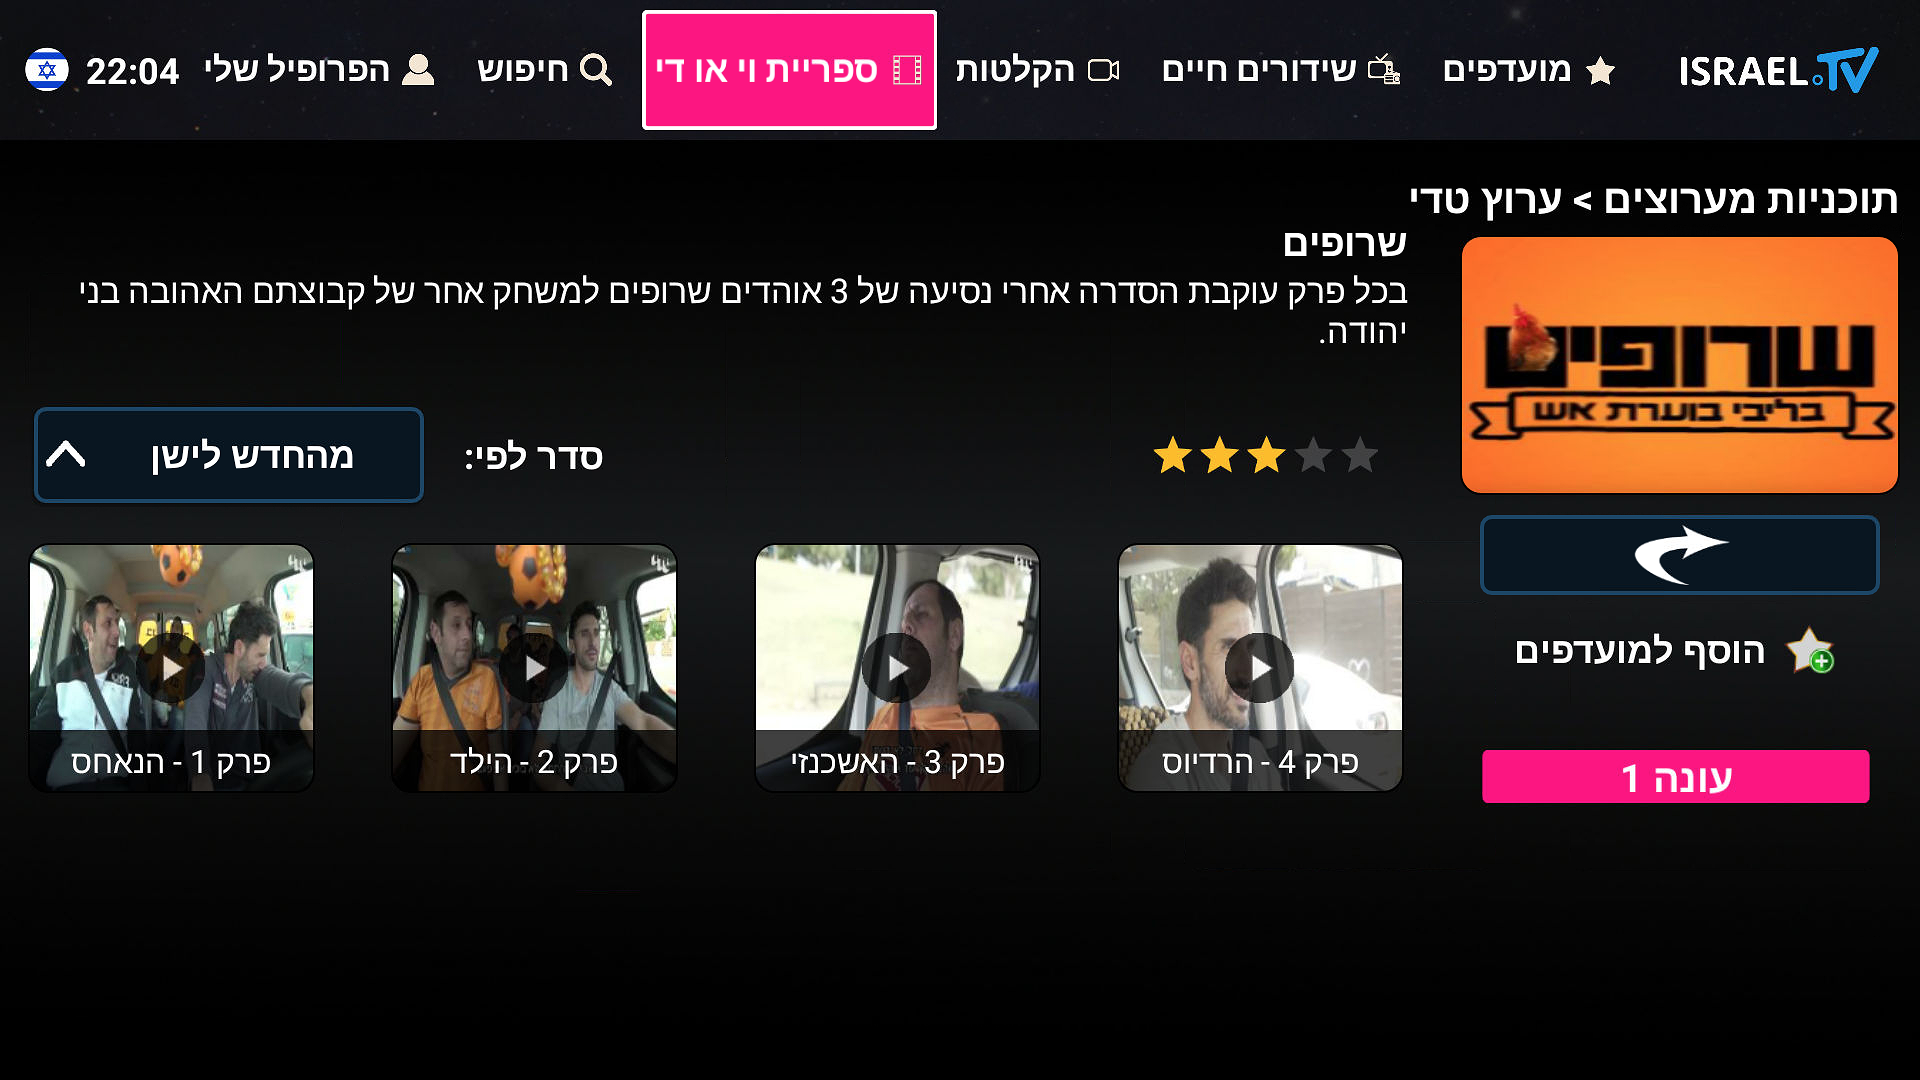 ISRAEL.TV
מועדפים
שידורים חיים
הקלטות
ספריית וי או די
חיפוש
הפרופיל שלי
22:04
תוכניות מערוצים > ערוץ טדי
שרופים
בכל פרק עוקבת הסדרה אחרי נסיעה של 3 אוהדים שרופים למשחק אחר של קבוצתם האהובה בני
יהודה.
שרופים
בליבי בוערת אש
סדר לפי:
מהחדש לישן
הוסף למועדפים
עונה 1
פרק 4 - הרדיוס
פרק 3 - האשכנזי
פרק 2 - הילד
פרק 1 - הנאחס